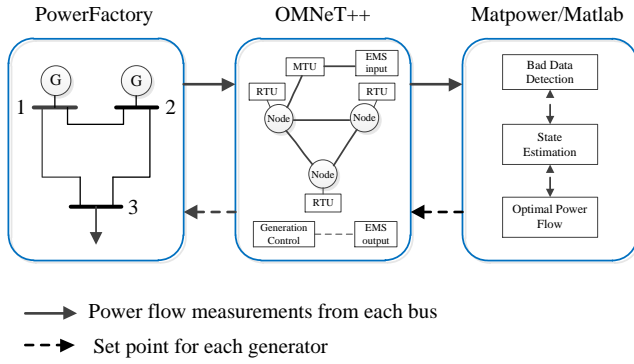 PowerFactory
OMNeT++
Matpower/Matlab
G
G
1
2
3
MTU
EMS
input
RTU
RTU
Node
Node
Node
RTU
Generation
Control
EMS
output
Bad Data
Detection
State
Estimation
Optimal Power
Flow
Power flow measurements from each bus
Set point for each generator